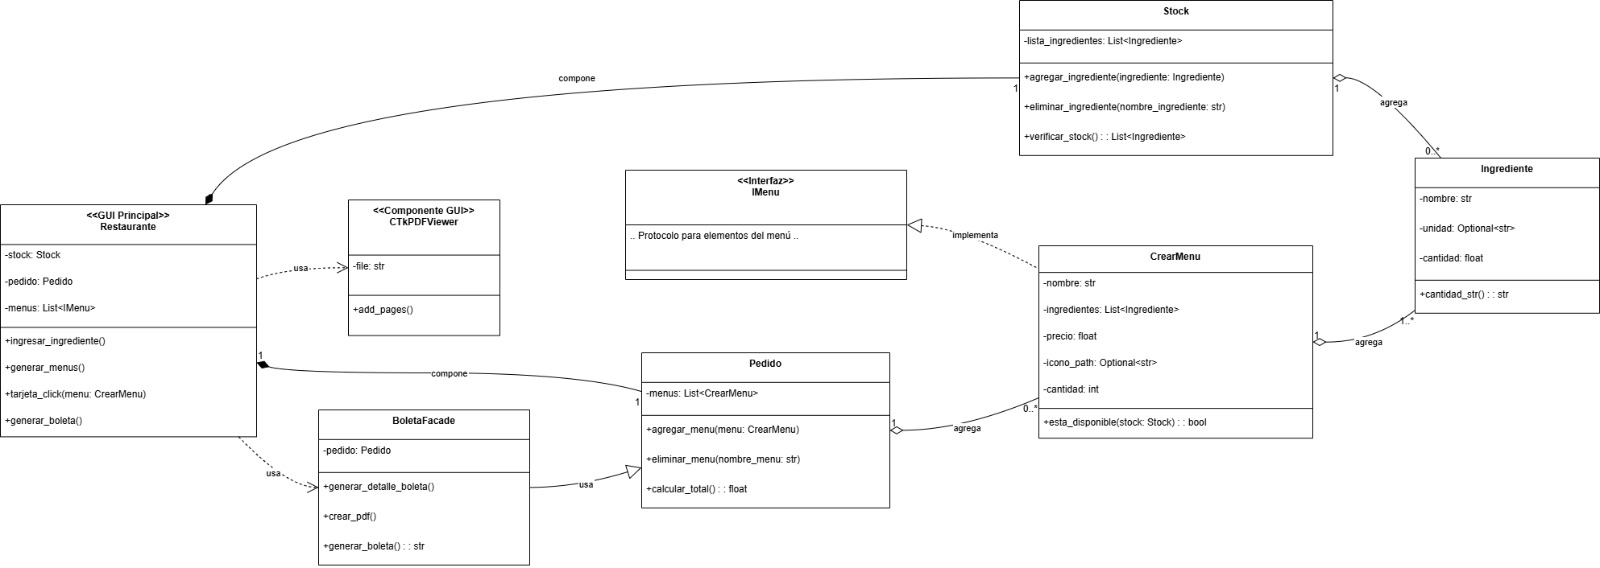 Stock
-lista_ingredientes: List<Ingrediente>
+agregar_ingrediente(ingrediente: Ingrediente)
+eliminar_ingrediente(nombre_ingrediente: str)
+verificar_stock() : : List<Ingrediente>
compone
1
1
agrega
0..*
Ingrediente
-nombre: str
-unidad: Optional<str>
-cantidad: float
+cantidad_str() : : str
<<Interfaz>>
IMenu
.. Protocolo para elementos del menú ..
implementa
<<GUI Principal>>
Restaurante
-stock: Stock
-pedido: Pedido
-menus: List<IMenu>
+ingresar_ingrediente()
+generar_menus()
+tarjeta_click(menu: CrearMenu)
+generar_boleta()
usa
<<Componente GUI>>
CTkPDFViewer
-file: str
+add_pages()
CrearMenu
-nombre: str
-ingredientes: List<Ingrediente>
-precio: float
-icono_path: Optional<str>
-cantidad: int
+esta_disponible(stock: Stock) : : bool
1
agrega
1..*
1
compone
1
Pedido
-menus: List<CrearMenu>
+agregar_menu(menu: CrearMenu)
+eliminar_menu(nombre_menu: str)
+calcular_total() : : float
1
agrega
0..*
BoletaFacade
-pedido: Pedido
+generar_detalle_boleta()
+crear_pdf()
+generar_boleta() : : str
usa
usa